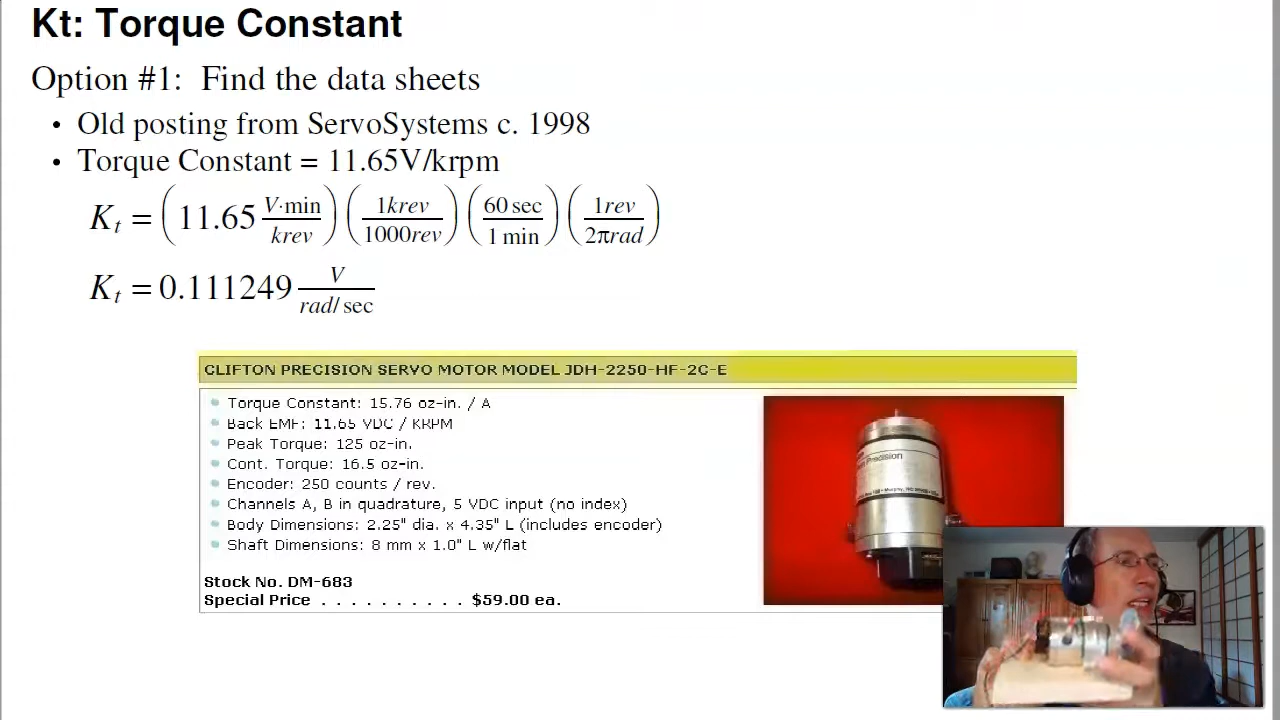 Kt: Torque Constant
Option #1: Find the data sheets
• Old posting from ServoSystems c. 1998
• Torque Constant = 11.65V/krpm
K_t = (11.65 V·min/krev) (1krev/1000rev) (60 sec/1 min) (1rev/2πrad)
K_t = 0.111249 V/rad/sec
CLIFTON PRECISION SERVO MOTOR MODEL JDH-2250-HF-2C-E
Torque Constant: 15.76 oz-in. / A
Back EMF: 11.65 VDC / KRPM
Peak Torque: 125 oz-in.
Cont. Torque: 16.5 oz-in.
Encoder: 250 counts / rev.
Channels A, B in quadrature, 5 VDC input (no index)
Body Dimensions: 2.25" dia. x 4.35" L (includes encoder)
Shaft Dimensions: 8 mm x 1.0" L w/flat
Stock No. DM-683
Special Price . . . . . . . . . . $59.00 ea.
Precision